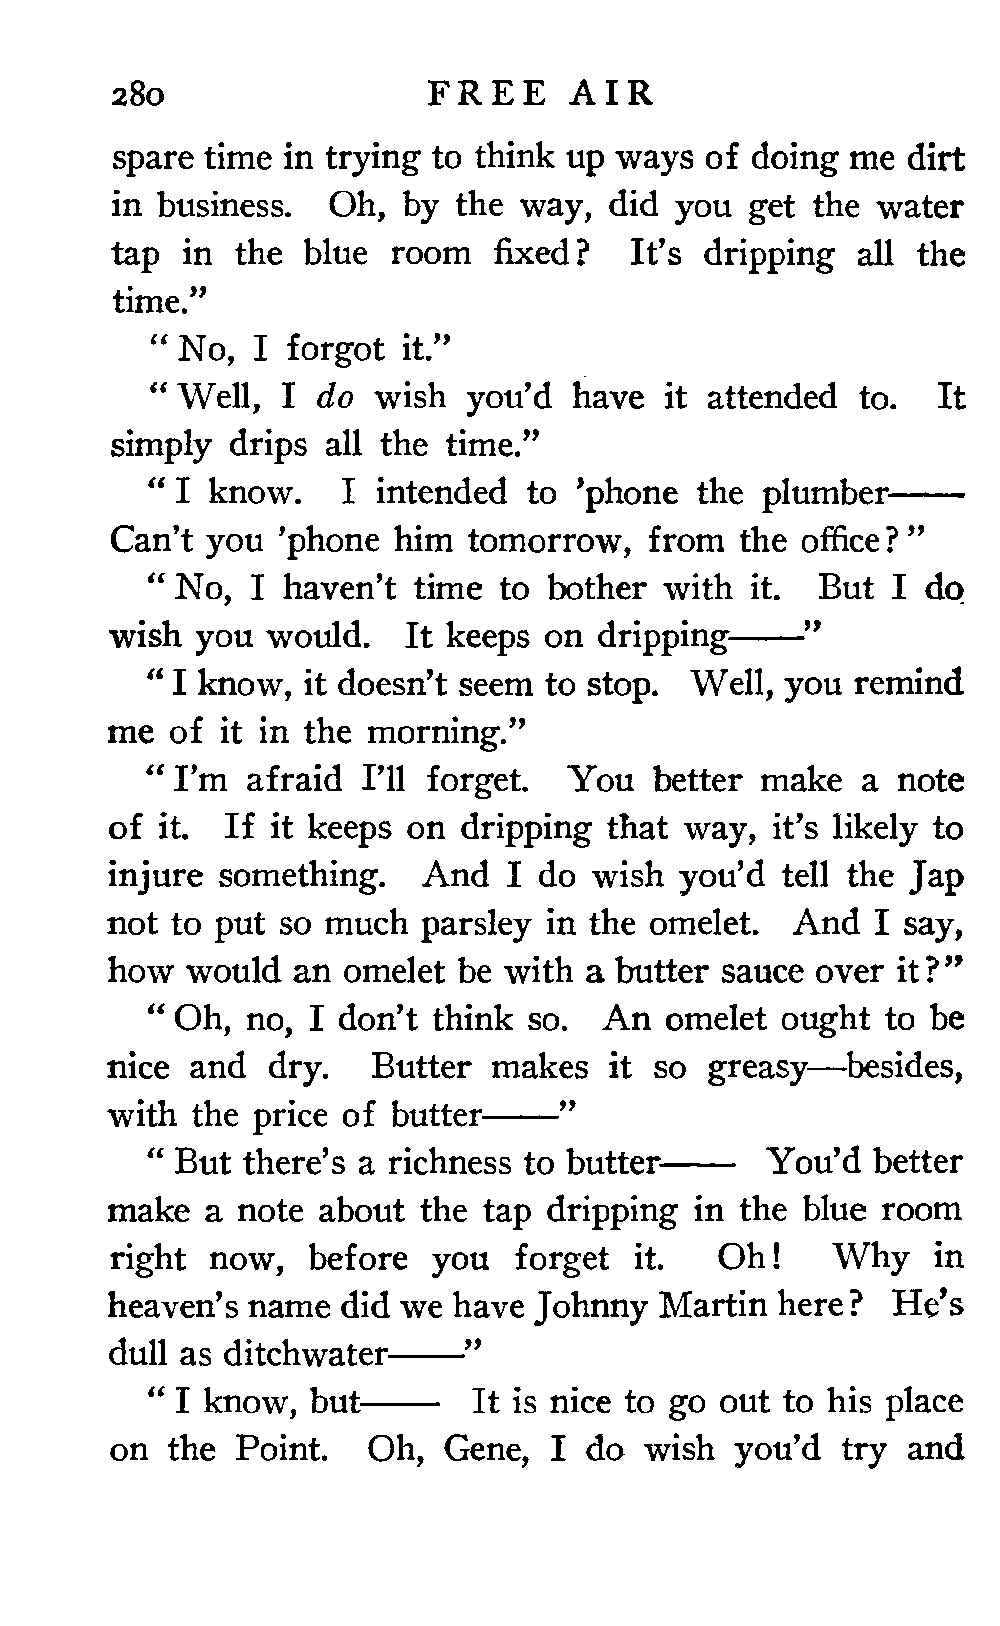 280 FREE AIR
spare time in trying to think up ways of doing me dirt
in business. Oh, by the way, did you get the water
tap in the blue room fixed? It's dripping all the
time."
"No, I forgot it."
"Well, I do wish you'd have it attended to. It
simply drips all the time."
"I know. I intended to 'phone the plumber——
Can't you 'phone him tomorrow, from the office?"
"No, I haven't time to bother with it. But I do
wish you would. It keeps on dripping——"
"I know, it doesn't seem to stop. Well, you remind
me of it in the morning."
"I'm afraid I'll forget. You better make a note
of it. If it keeps on dripping that way, it's likely to
injure something. And I do wish you'd tell the Jap
not to put so much parsley in the omelet. And I say,
how would an omelet be with a butter sauce over it?"
"Oh, no, I don't think so. An omelet ought to be
nice and dry. Butter makes it so greasy—besides,
with the price of butter——"
"But there's a richness to butter—— You'd better
make a note about the tap dripping in the blue room
right now, before you forget it. Oh! Why in
heaven's name did we have Johnny Martin here? He's
dull as ditchwater——"
"I know, but—— It is nice to go out to his place
on the Point. Oh, Gene, I do wish you'd try and